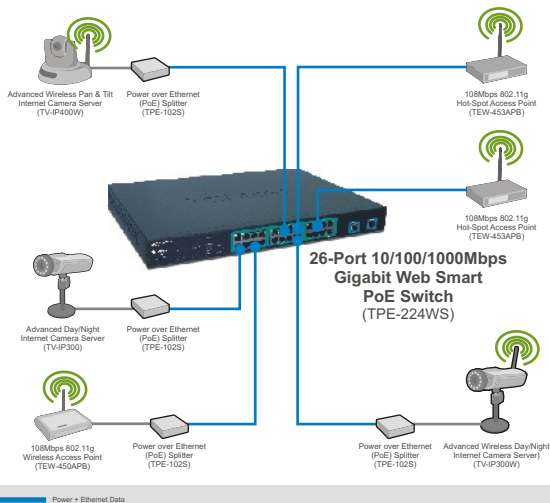 Advanced Wireless Pan & Tilt
Internet Camera Server
(TV-IP400W)
Power over Ethernet
(PoE) Splitter
(TPE-102S)
108Mbps 802.11g
Hot-Spot Access Point
(TEW-453APB)
108Mbps 802.11g
Hot-Spot Access Point
(TEW-453APB)
26-Port 10/100/1000Mbps
Gigabit Web Smart
PoE Switch
(TPE-224WS)
Advanced Day/Night
Internet Camera Server
(TV-IP300)
Power over Ethernet
(PoE) Splitter
(TPE-102S)
108Mbps 802.11g
Wireless Access Point
(TEW-450APB)
Power over Ethernet
(PoE) Splitter
(TPE-102S)
Power over Ethernet
(PoE) Splitter
(TPE-102S)
Advanced Wireless Day/Night
Internet Camera Server)
(TV-IP300W)
Power + Ethernet Data